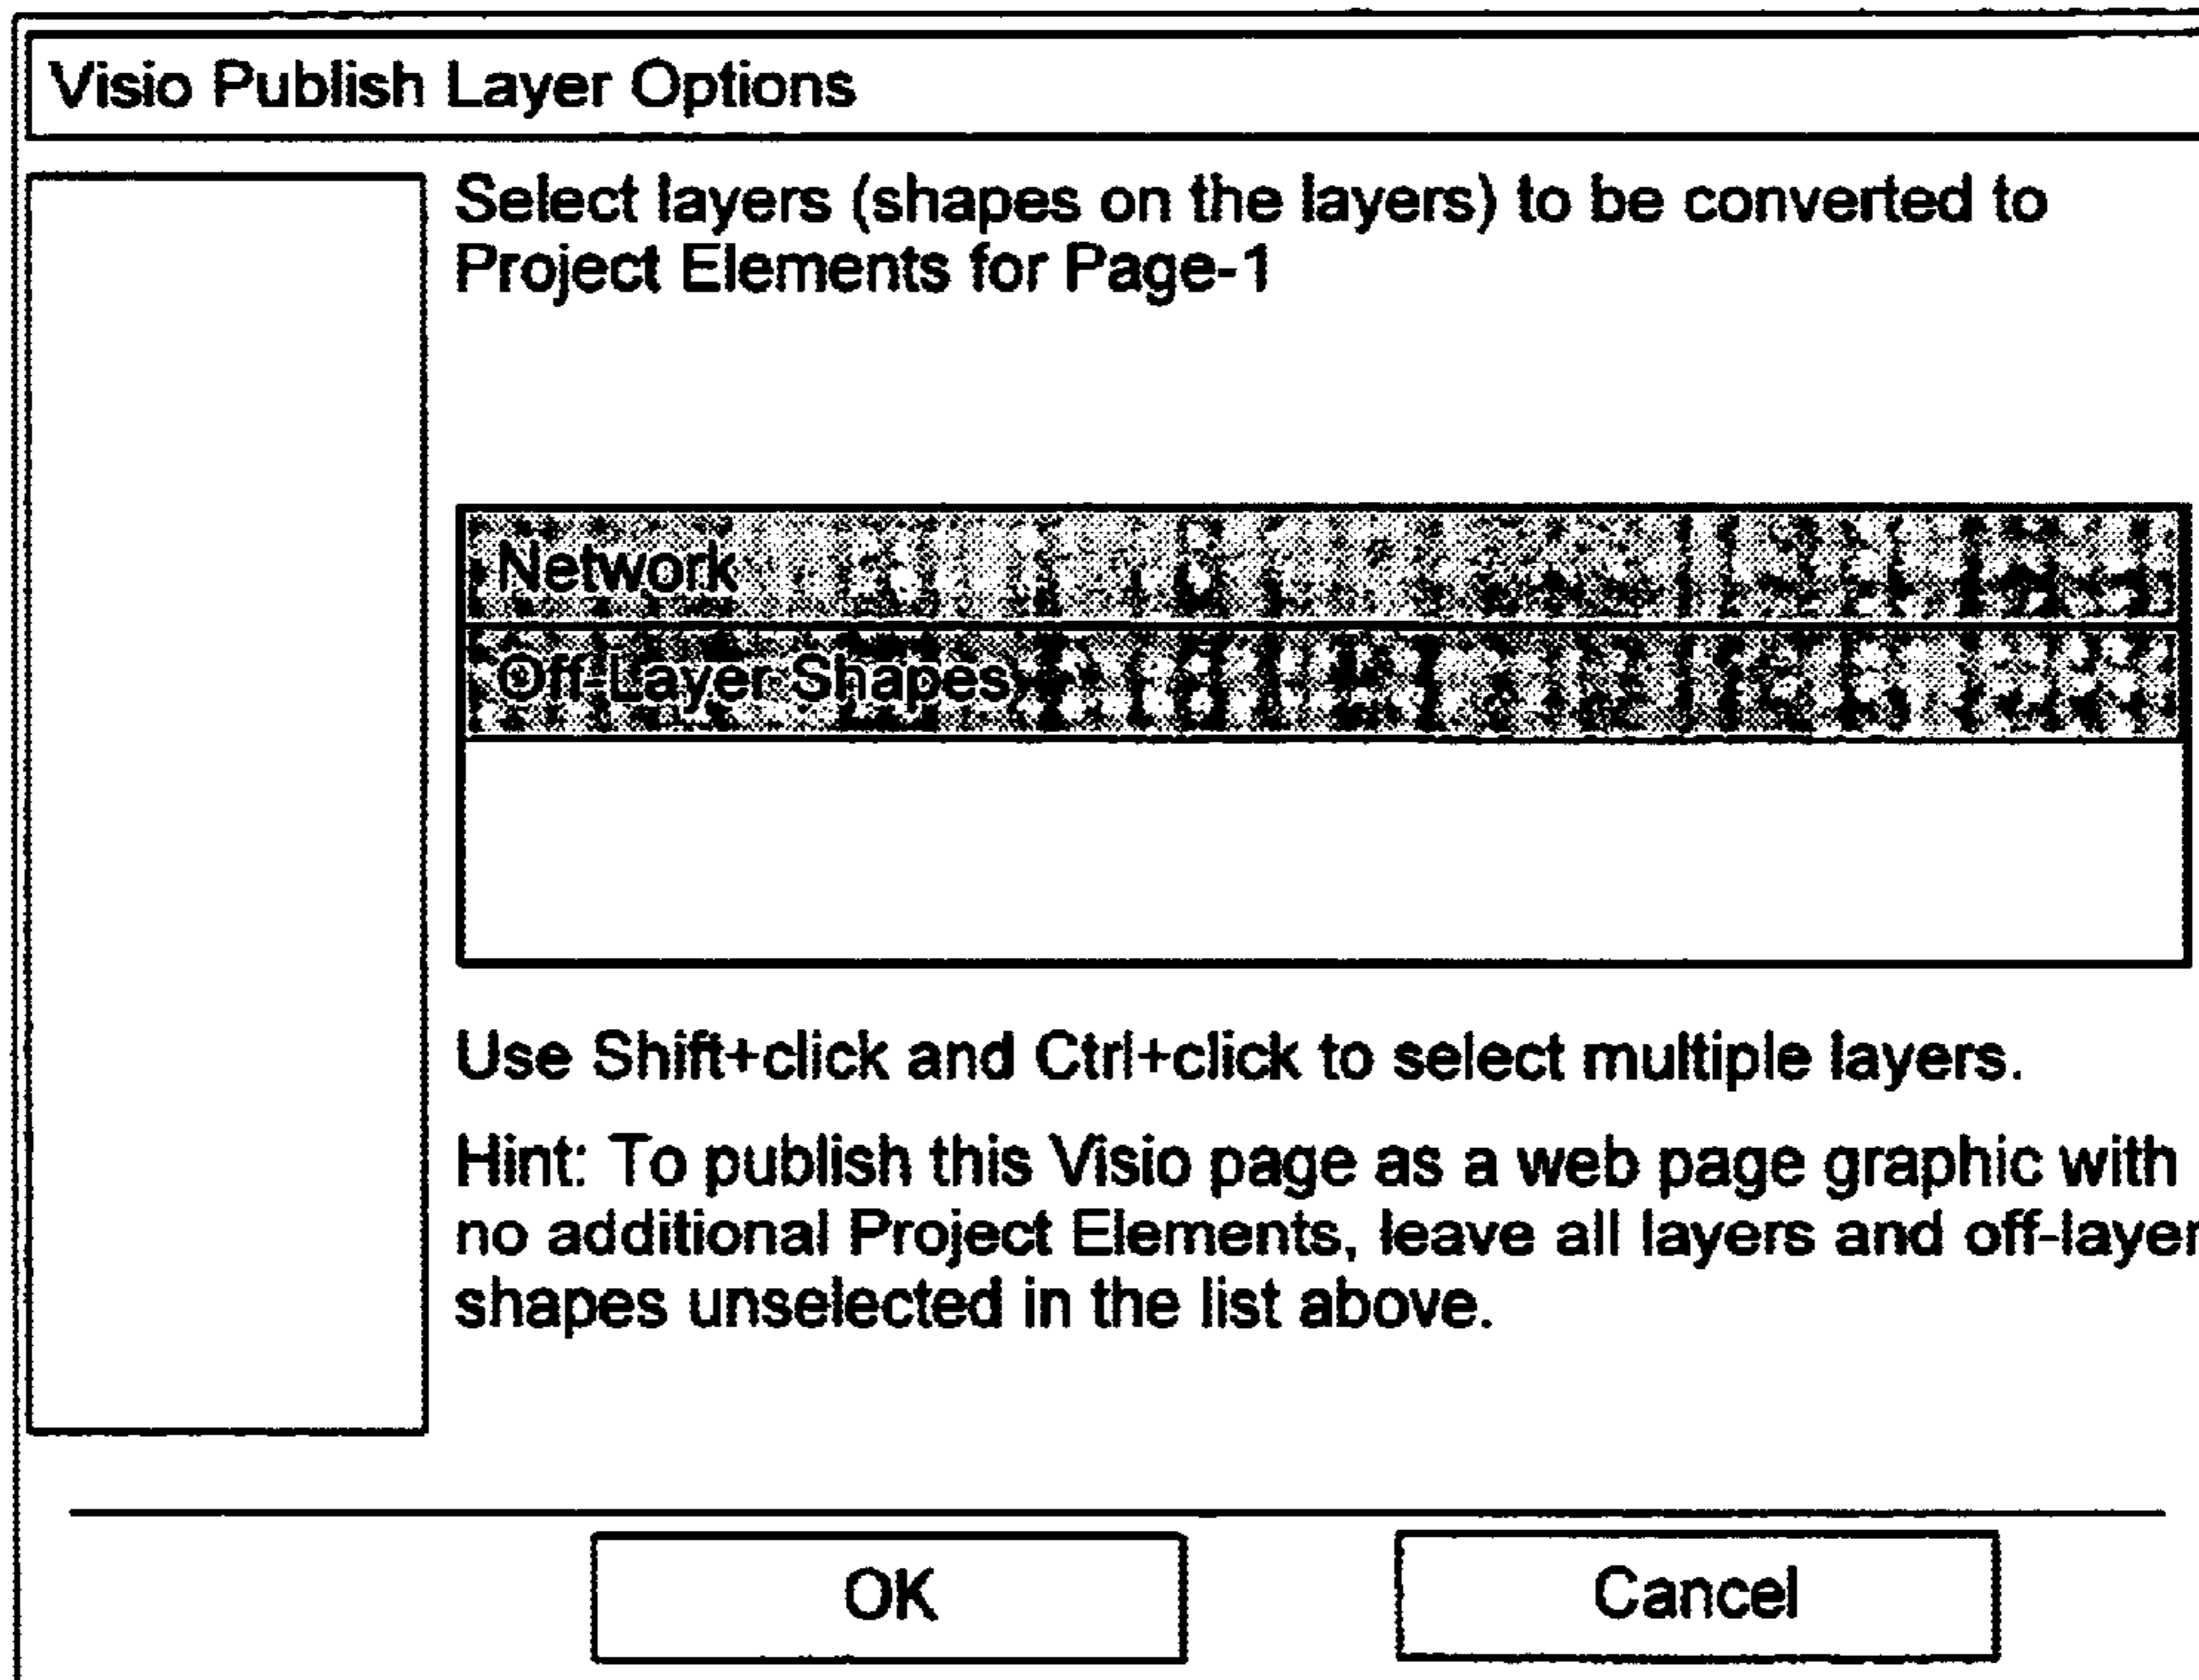 Visio Publish Layer Options
Select layers (shapes on the layers) to be converted to
Project Elements for Page-1
Network
Off-Layer Shapes
Use Shift+click and Ctrl+click to select multiple layers.
Hint: To publish this Visio page as a web page graphic with
no additional Project Elements, leave all layers and off-layer
shapes unselected in the list above.
OK
Cancel